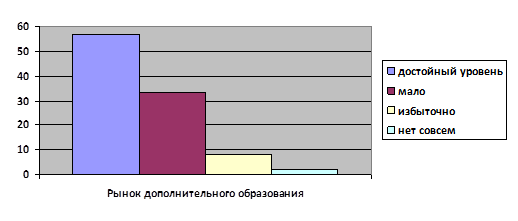 60
50
40
30
20
10
0
Рынок дополнительного образования
достойный уровень
мало
избыточно
нет совсем